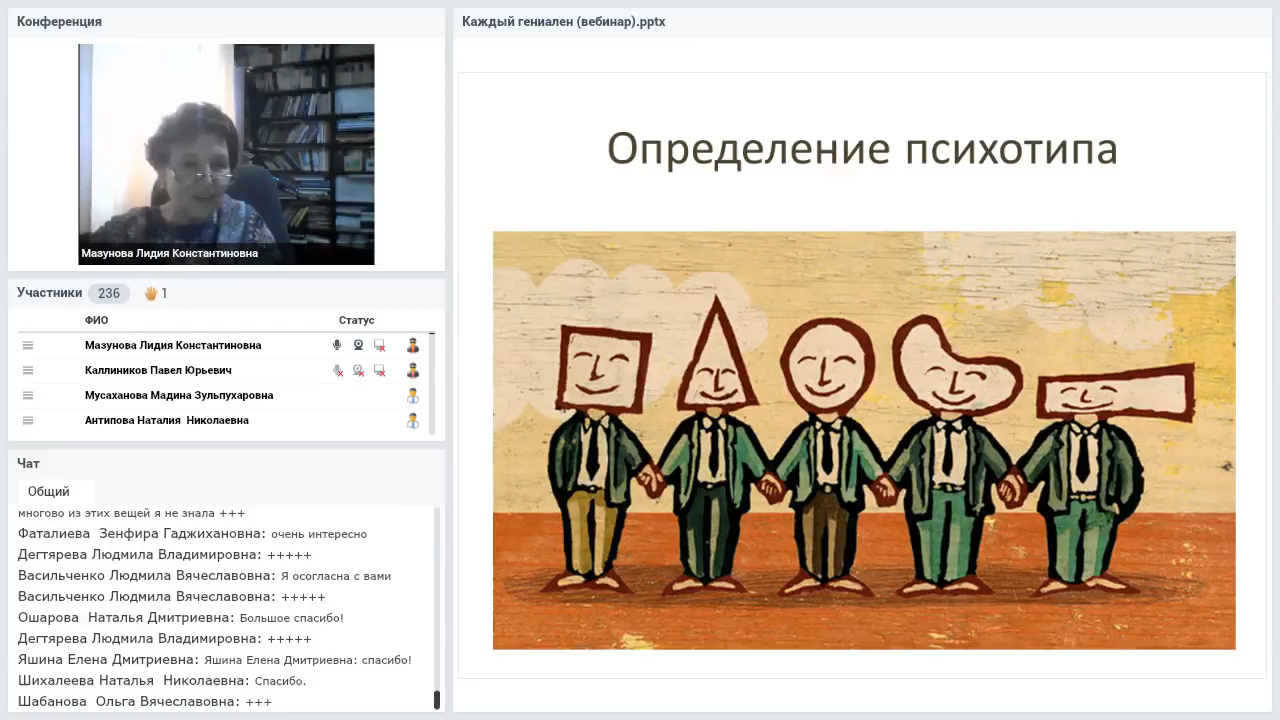 Конференция
Мазунова Лидия Константиновна
Участники 236 1
ФИО Статус
Мазунова Лидия Константиновна
Каллиников Павел Юрьевич
Мусаханова Мадина Зульпухаровна
Антипова Наталия Николаевна
Чат
Общий
многово из этих вещей я не знала +++
Фаталиева Зенфира Гаджихановна: очень интересно
Дегтярева Людмила Владимировна: +++++
Васильченко Людмила Вячеславовна: Я осогласна с вами
Васильченко Людмила Вячеславовна: +++++
Ошарова Наталья Дмитриевна: Большое спасибо!
Дегтярева Людмила Владимировна: +++++
Яшина Елена Дмитриевна: Яшина Елена Дмитриевна: спасибо!
Шихалеева Наталья Николаевна: Спасибо.
Шабанова Ольга Вячеславовна: +++
Каждый гениален (вебинар).pptx
Определение психотипа